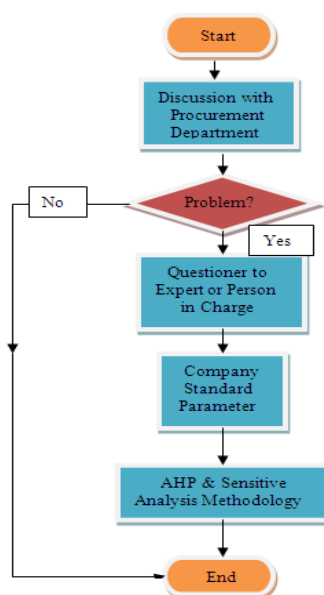 Start
Discussion with
Procurement
Department
Problem?
No
Yes
Questioner to
Expert or Person
in Charge
Company
Standard
Parameter
AHP & Sensitive
Analysis Methodology
End